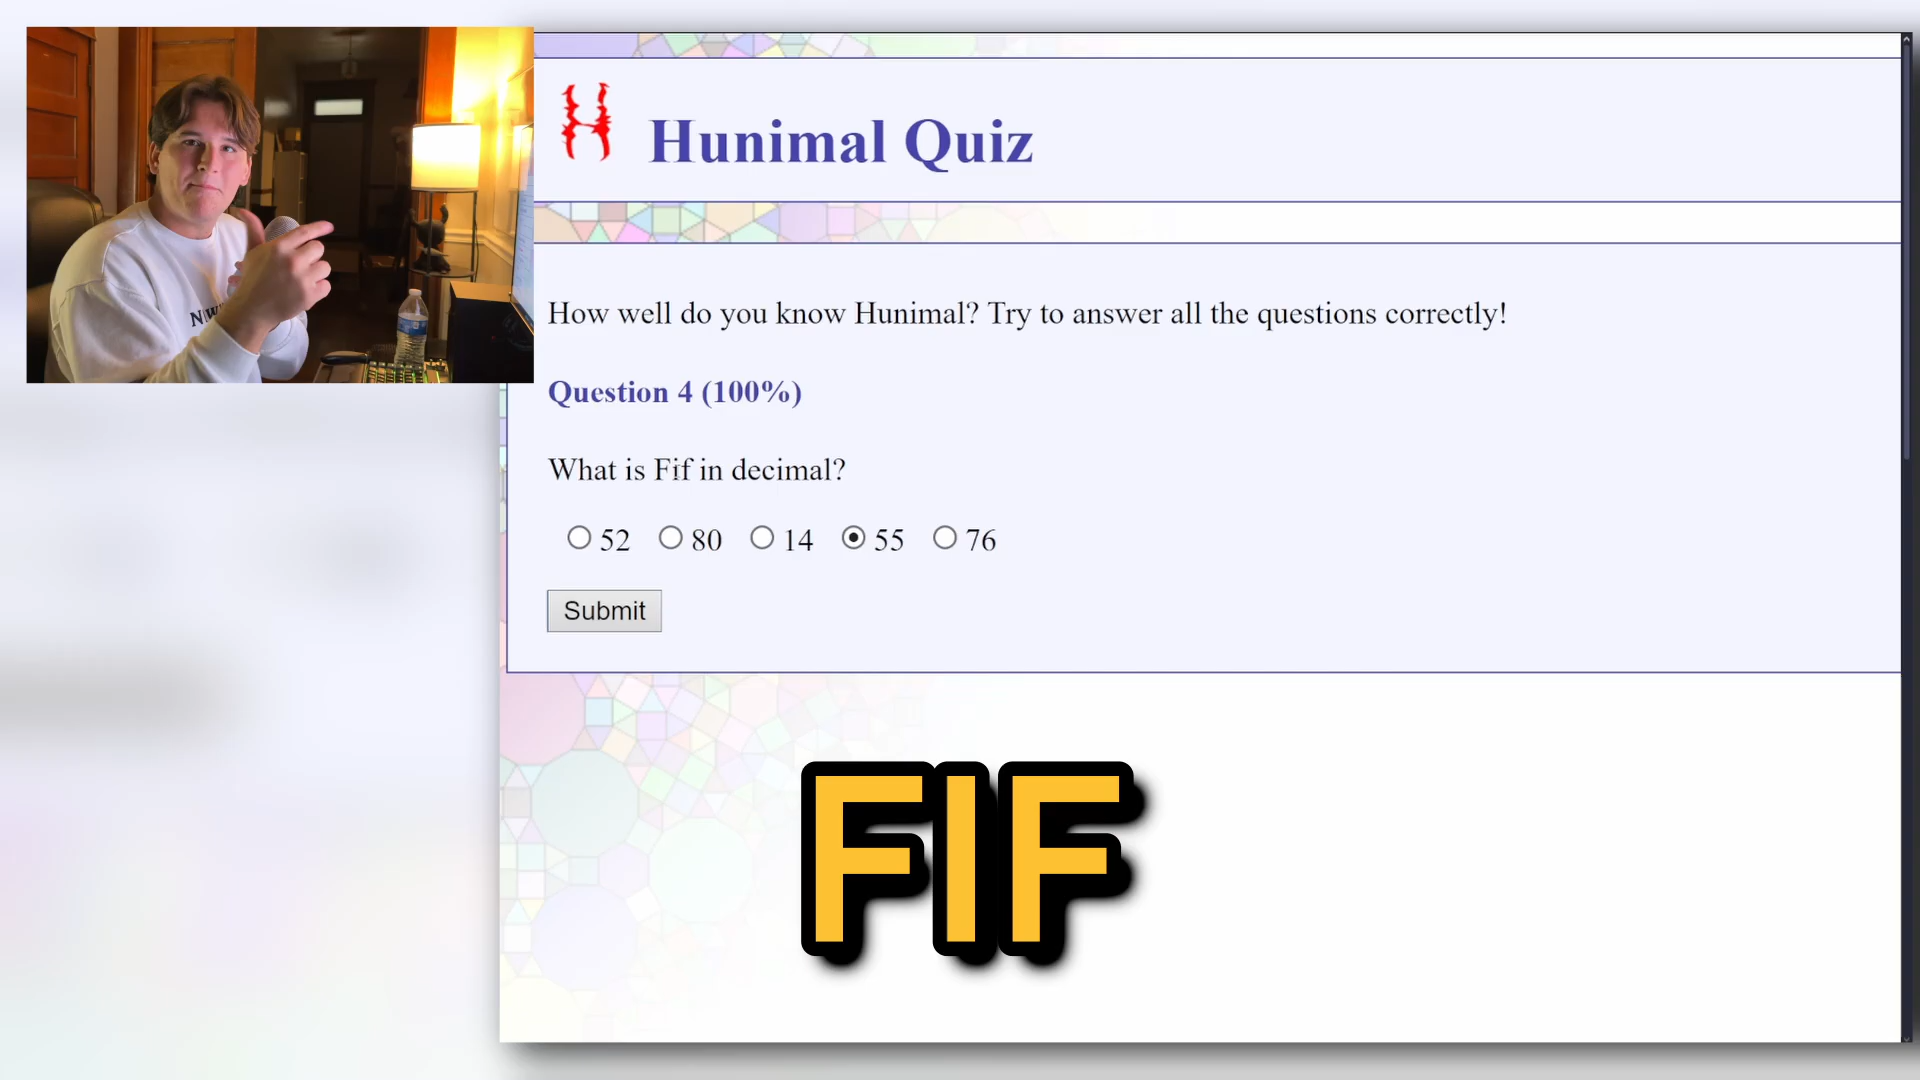 Hunimal Quiz
How well do you know Hunimal? Try to answer all the questions correctly!
Question 4 (100%)
What is Fif in decimal?
52 80 14 55 76
Submit
FIF